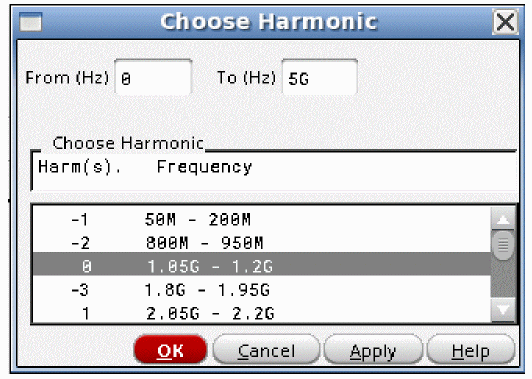 Choose Harmonic
From (Hz) 0 To (Hz) 5G
Choose Harmonic
Harm(s). Frequency
-1 50M - 200M
-2 800M - 950M
0 1.05G - 1.2G
-3 1.8G - 1.95G
1 2.05G - 2.2G
OK Cancel Apply Help